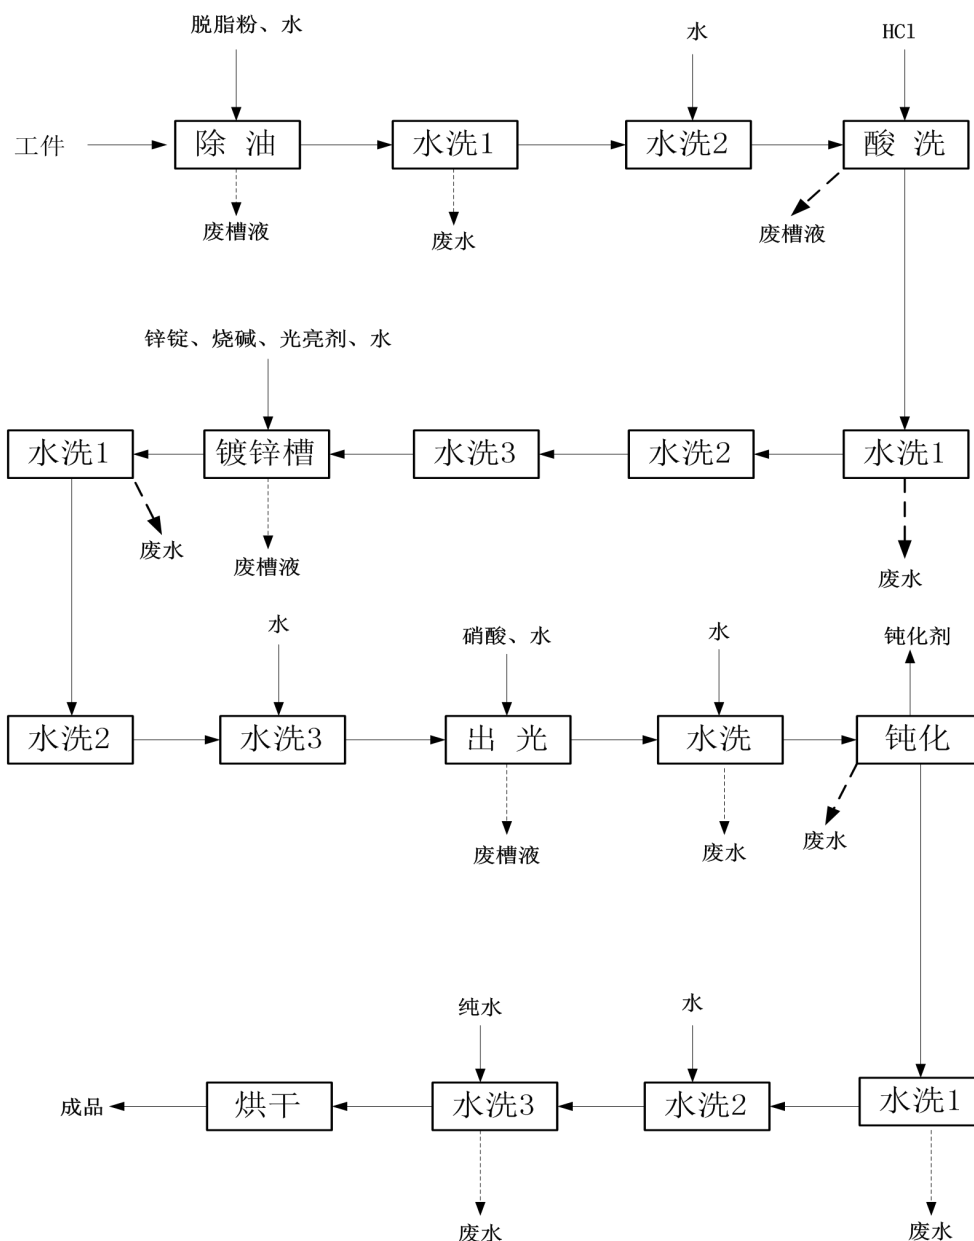 脱脂粉、水
水
HCl
工件
除 油
水洗1
水洗2
酸 洗
废槽液
废水
废槽液
锌锭、烧碱、光亮剂、水
水洗1
镀锌槽
水洗3
水洗2
水洗1
废水
废槽液
废水
水
硝酸、水
水
钝化剂
水洗2
水洗3
出 光
水洗
钝化
废槽液
废水
废水
纯水
水
成品
烘干
水洗3
水洗2
水洗1
废水
废水